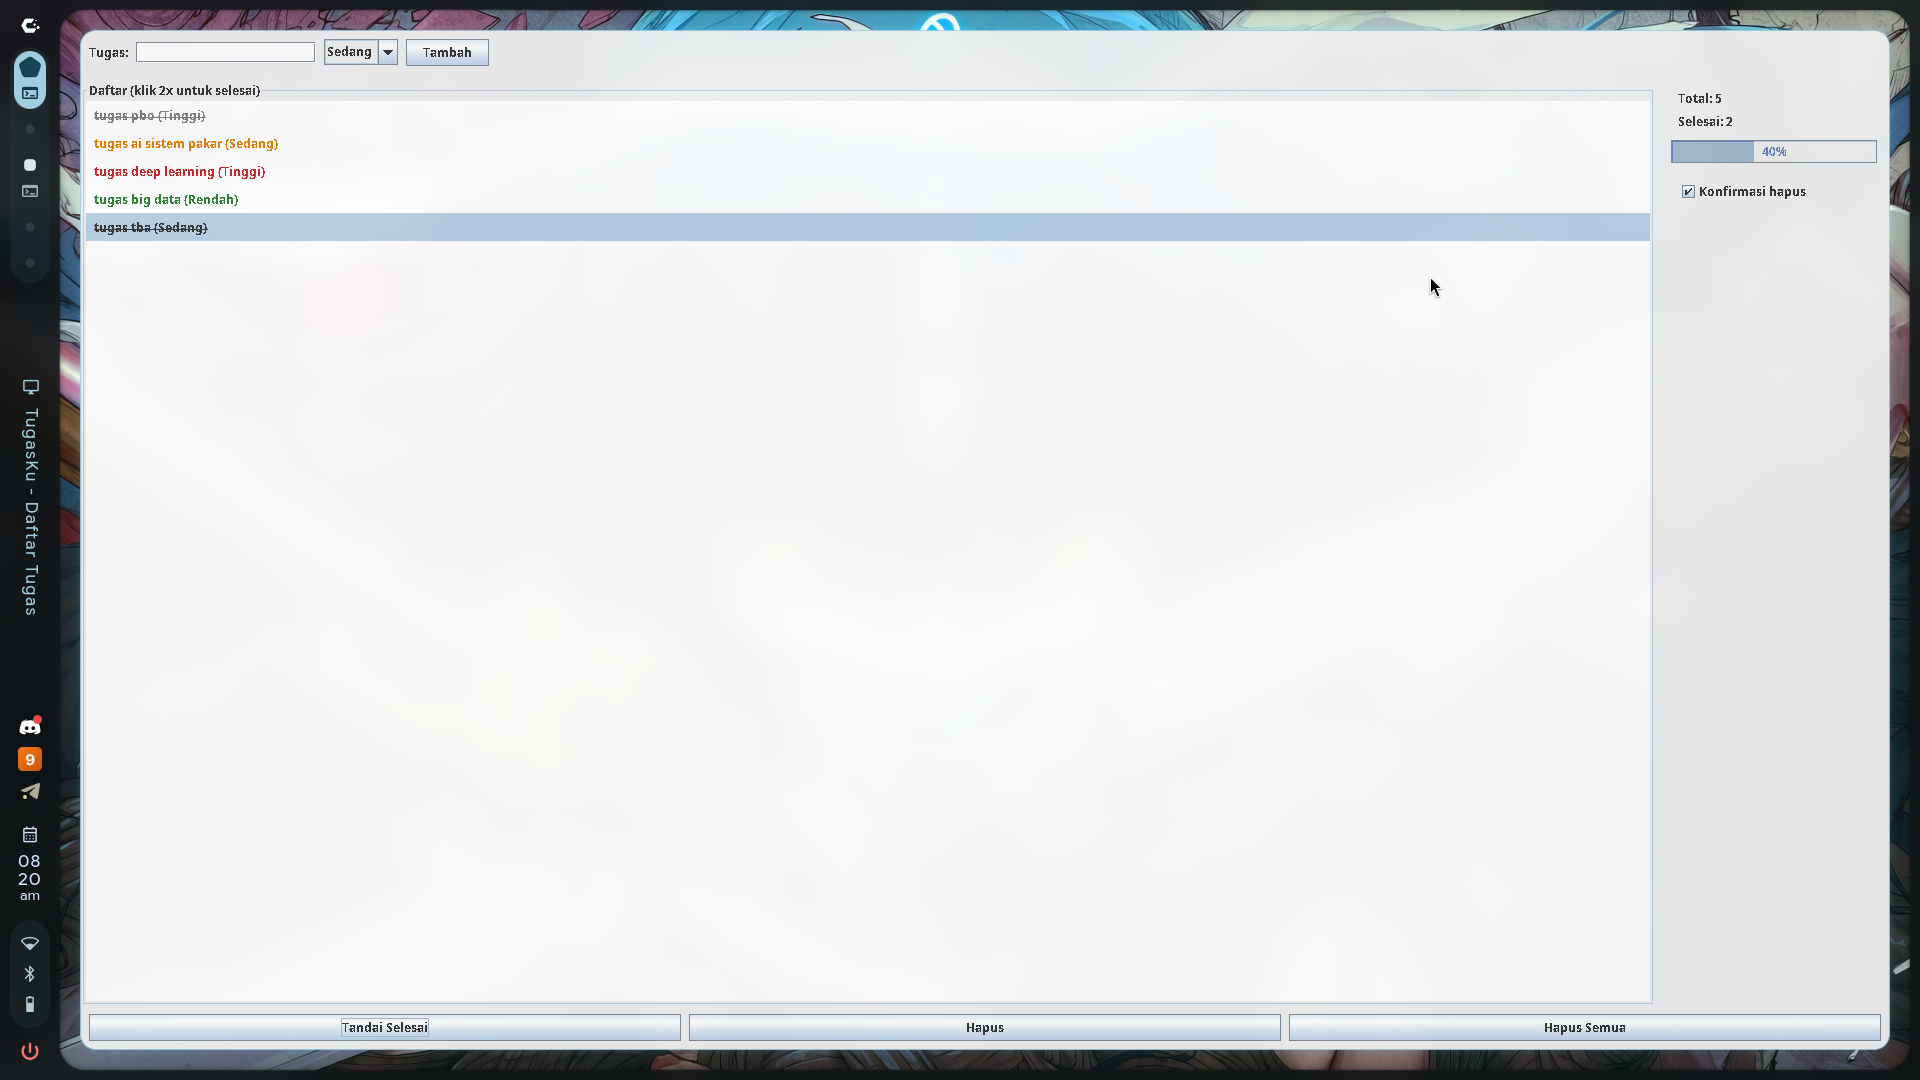 Tugas:
Sedang
Tambah
Daftar (klik 2x untuk selesai)
tugas pbo (Tinggi)
tugas ai sistem pakar (Sedang)
tugas deep learning (Tinggi)
tugas big data (Rendah)
tugas tba (Sedang)
Total: 5
Selesai: 2
40%
Konfirmasi hapus
Tandai Selesai
Hapus
Hapus Semua
TugasKu - Daftar Tugas
9
08
20
am